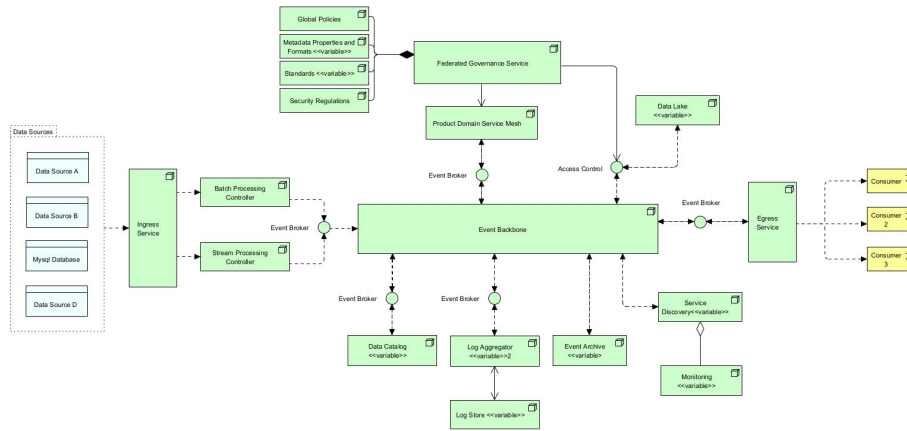 Global Policies
Metadata Properties and
Formats <<variable>>
Standards <<variable>>
Security Regulations
Federated Governance Service
Product Domain Service Mesh
Data Lake
<<variable>>
Event Broker
Access Control
Data Sources
Data Source A
Data Source B
Mysql Database
Data Source D
Ingress
Service
Batch Processing
Controller
Stream Processing
Controller
Event Broker
Event Backbone
Event Broker
Egress
Service
Consumer
Consumer
2
Consumer
3
Event Broker
Event Broker
Data Catalog
<<variable>>
Log Aggregator
<<variable>>2
Event Archive
<<variable>
Service
Discovery<<variable>>
Monitoring
<<variable>>
Log Store <<variable>>